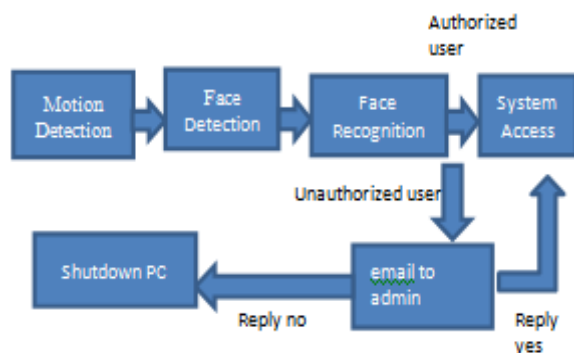 Authorized
user
Motion
Detection
Face
Detection
Face
Recognition
System
Access
Unauthorized user
Shutdown PC
email to
admin
Reply no
Reply
yes